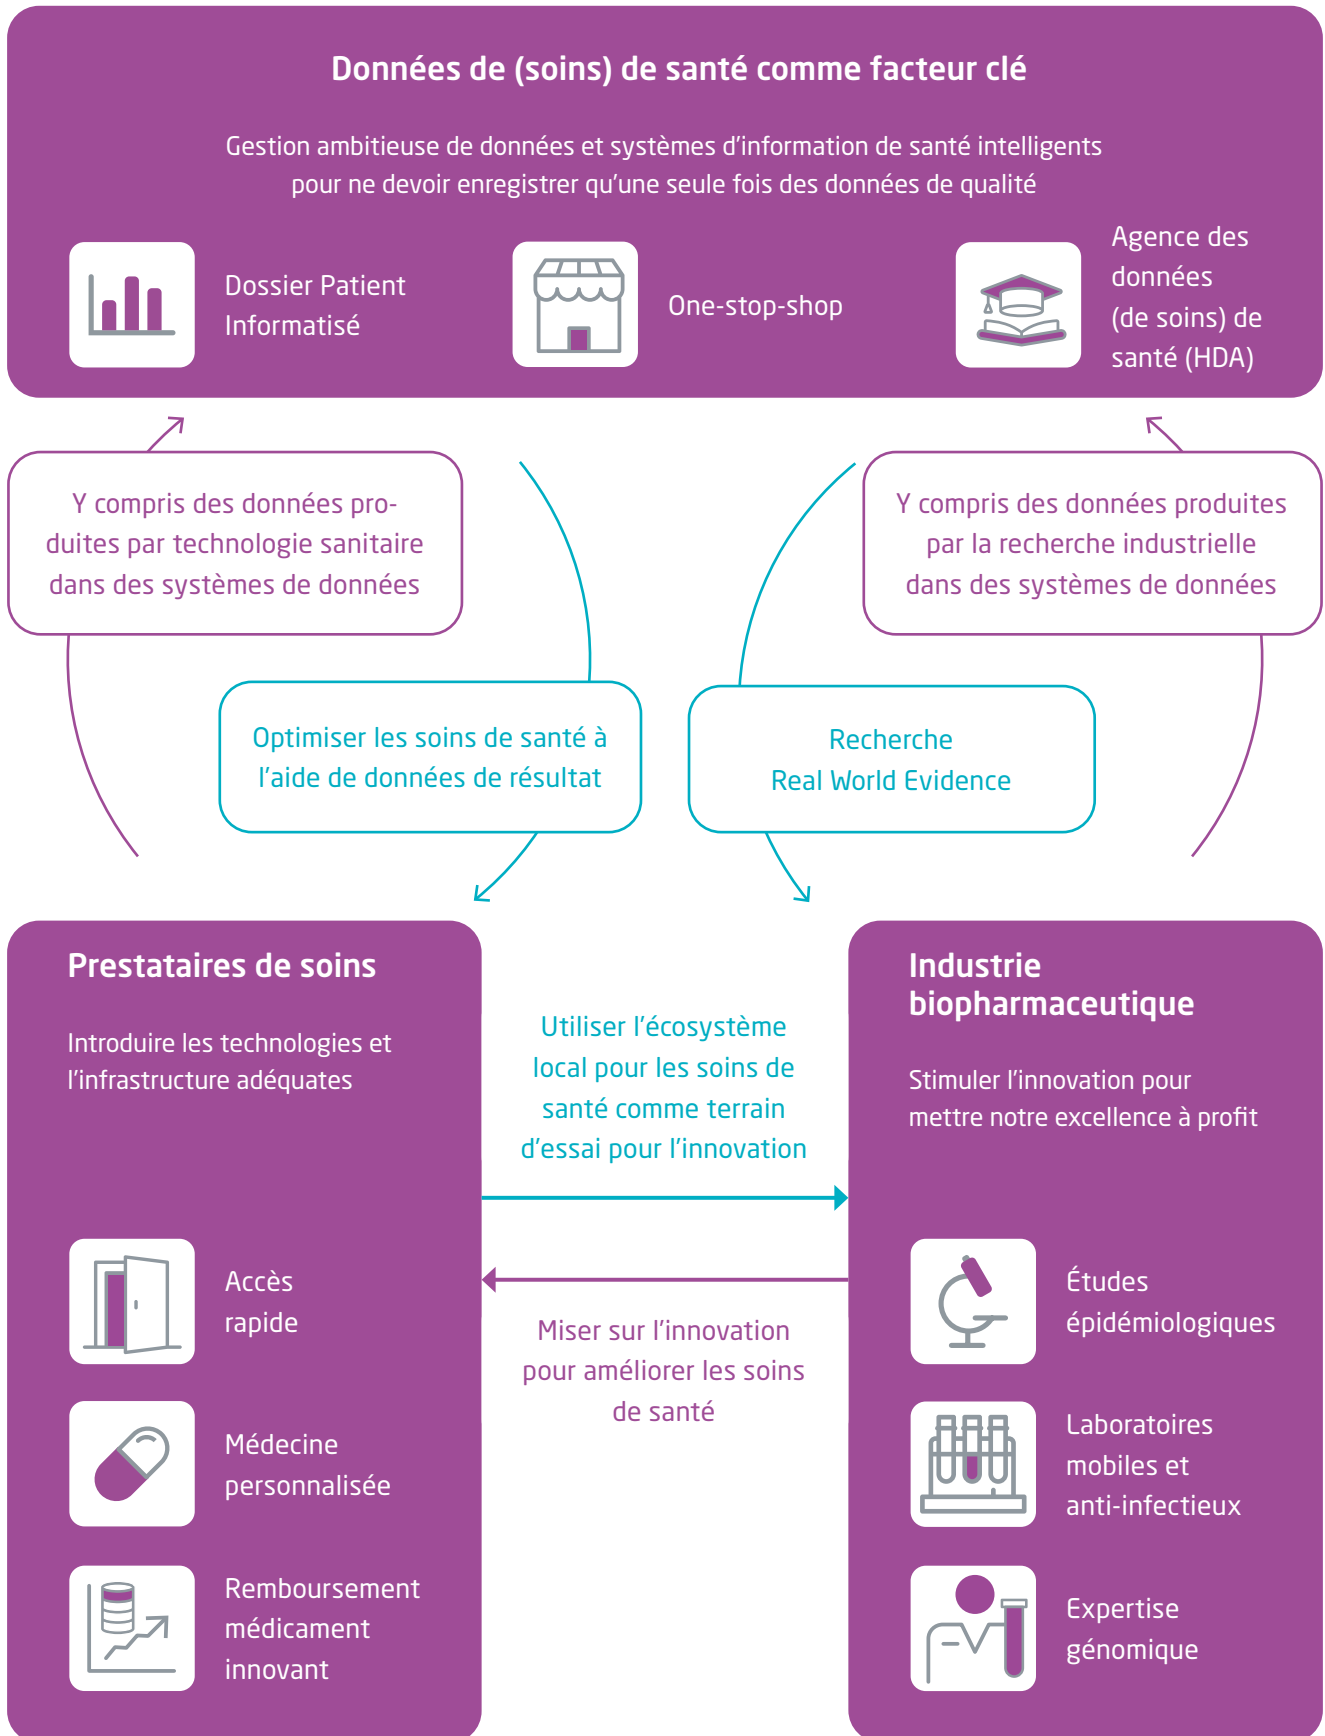 Données de (soins) de santé comme facteur clé
Gestion ambitieuse de données et systèmes d'information de santé intelligents
pour ne devoir enregistrer qu'une seule fois des données de qualité
Dossier Patient
Informatisé
One-stop-shop
Agence des
données
(de soins) de
santé (HDA)
Y compris des données pro-
duites par technologie sanitaire
dans des systèmes de données
Y compris des données produites
par la recherche industrielle
dans des systèmes de données
Optimiser les soins de santé à
l'aide de données de résultat
Recherche
Real World Evidence
Prestataires de soins
Introduire les technologies et
l'infrastructure adéquates
Accès
rapide
Médecine
personnalisée
Remboursement
médicament
innovant
Utiliser l'écosystème
local pour les soins de
santé comme terrain
d'essai pour l'innovation
Miser sur l'innovation
pour améliorer les soins
de santé
Industrie
biopharmaceutique
Stimuler l'innovation pour
mettre notre excellence à profit
Études
épidémiologiques
Laboratoires
mobiles et
anti-infectieux
Expertise
génomique